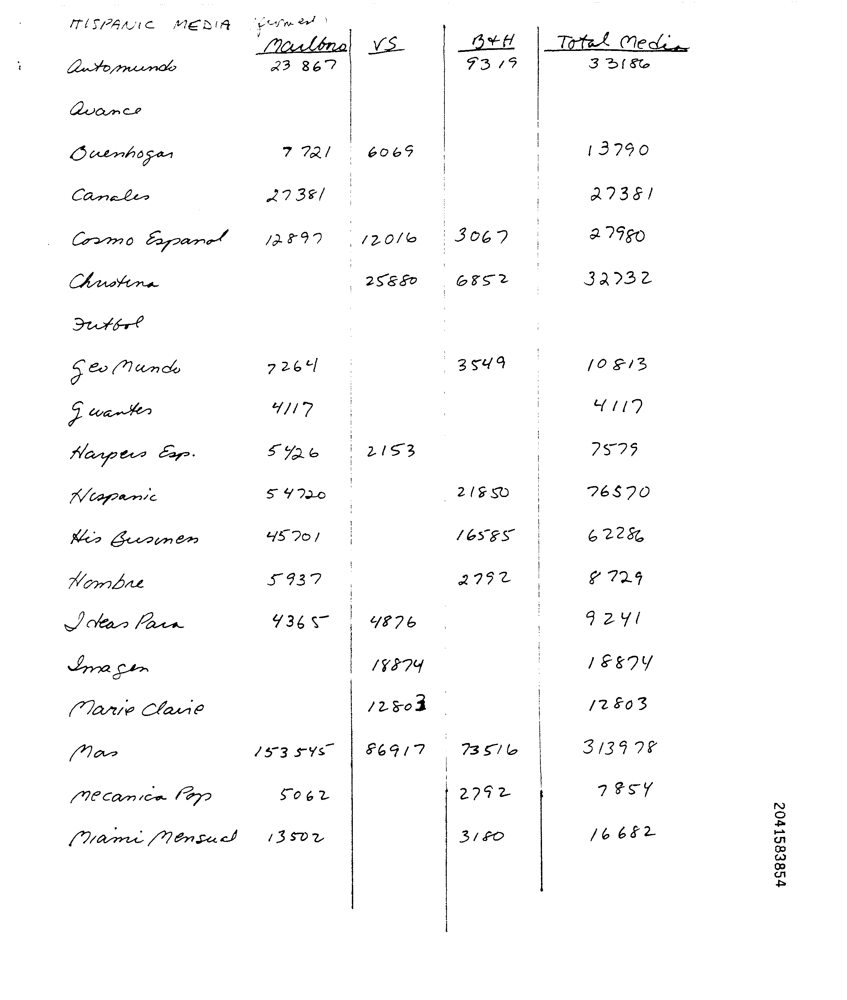 HISPANIC MEDIA
Marlboro VS B&H Total Media
Automundo 23 867 9319 33186
Avance
Buenhogar 7 721 6069 13790
Canales 27381 27381
Cosmo Espanol 12897 12016 3067 27980
Christina 25880 6852 32732
Futbol
Geo Mundo 7264 3549 10813
Guantes 4117 4117
Harpers Esp. 5426 2153 7579
Hispanic 54720 21850 76570
His Business 45701 16585 62286
Hombre 5937 2792 8729
Ideas Para 4365 4876 9241
Imagen 18874 18874
Marie Claire 12803 12803
Mas 153545 86917 73516 313978
Mecanica Pop 5062 2792 7854
Miami Mensual 13502 3180 16682
2041583854